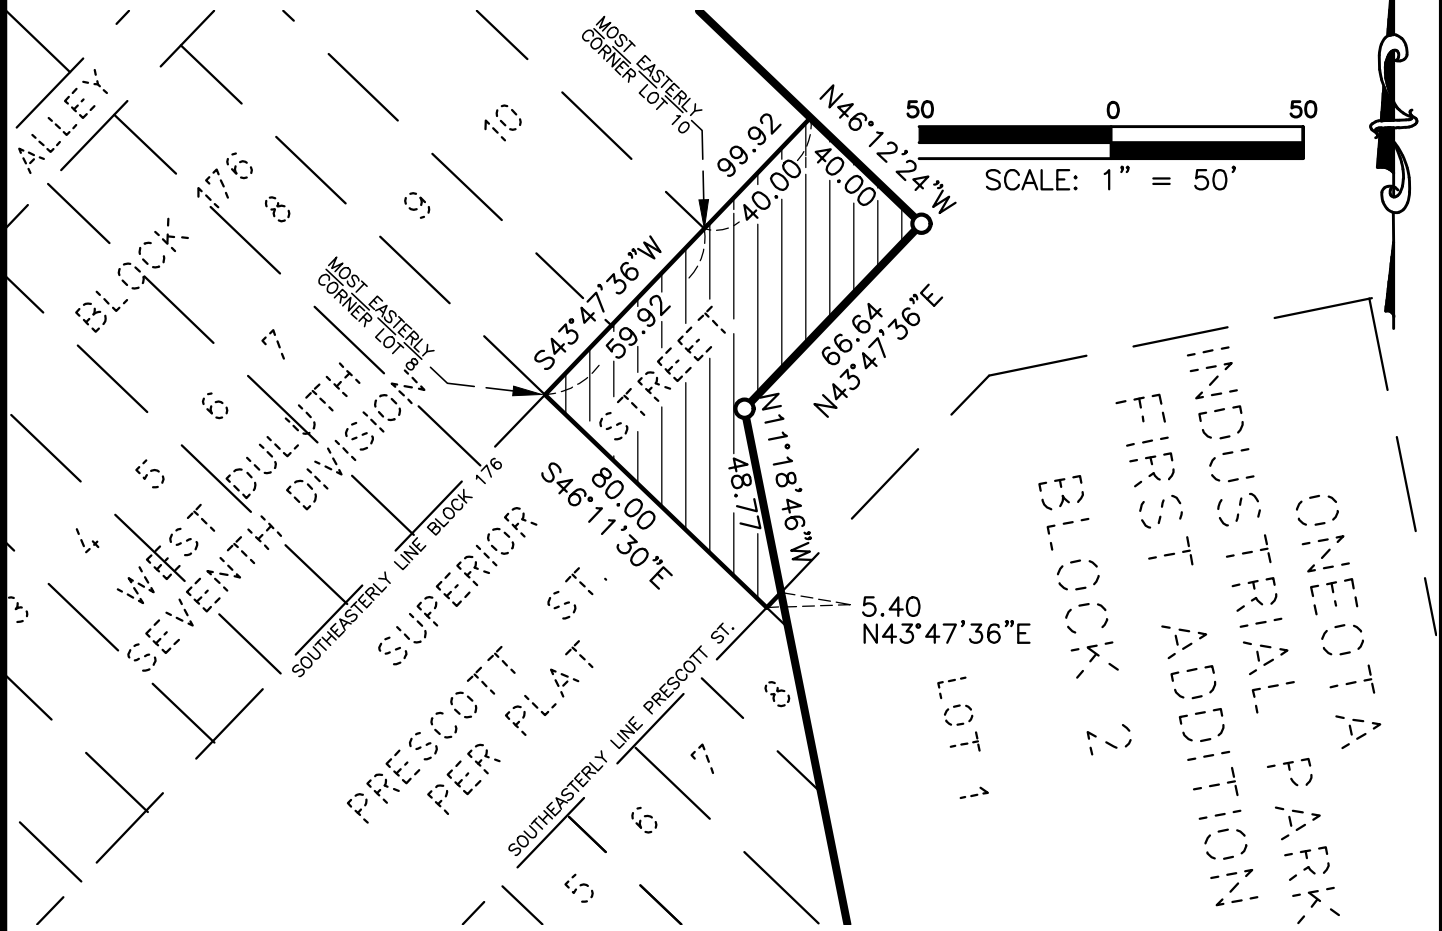 ALLEY
BLOCK 176
10
9
8
7
6
5
4
3
MOST EASTERLY
CORNER LOT 10
MOST EASTERLY
CORNER LOT 8
WEST DULUTH
SEVENTH DIVISION
S43°47'36"W
99.92
40.00
59.92
N46°12'24"W
40.00
66.64
N43°47'36"E
N11°18'46"W
48.77
80.00
S46°11'30"E
5.40
N43°47'36"E
SUPERIOR STREET
PRESCOTT ST.
PER PLAT
SOUTHEASTERLY LINE BLOCK 176
SOUTHEASTERLY LINE PRESCOTT ST.
8
7
6
5
50 0 50
SCALE: 1" = 50'
ONEOTA
INDUSTRIAL PARK
FIRST ADDITION
BLOCK 2
LOT 1